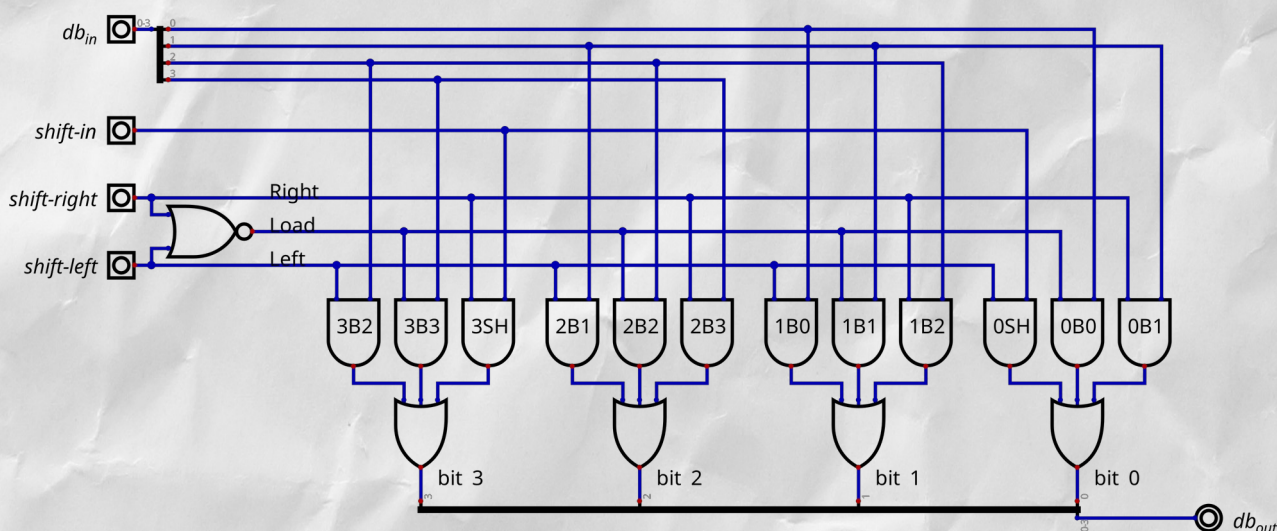 db_in
0-3
0
1
2
3
shift-in
shift-right
shift-left
Right
Load
Left
3B2 3B3 3SH 2B1 2B2 2B3 1B0 1B1 1B2 0SH 0B0 0B1
bit 3 bit 2 bit 1 bit 0
3 2 1 0
0-3
db_out